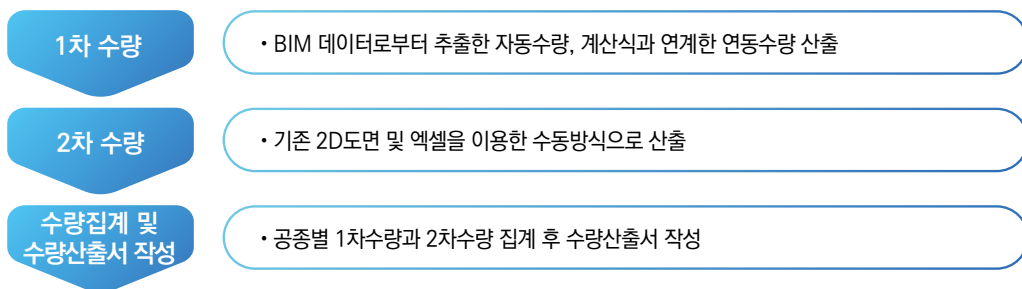 1차 수량
• BIM 데이터로부터 추출한 자동수량, 계산식과 연계한 연동수량 산출
2차 수량
• 기존 2D도면 및 엑셀을 이용한 수동방식으로 산출
수량집계 및
수량산출서 작성
• 공종별 1차수량과 2차수량 집계 후 수량산출서 작성